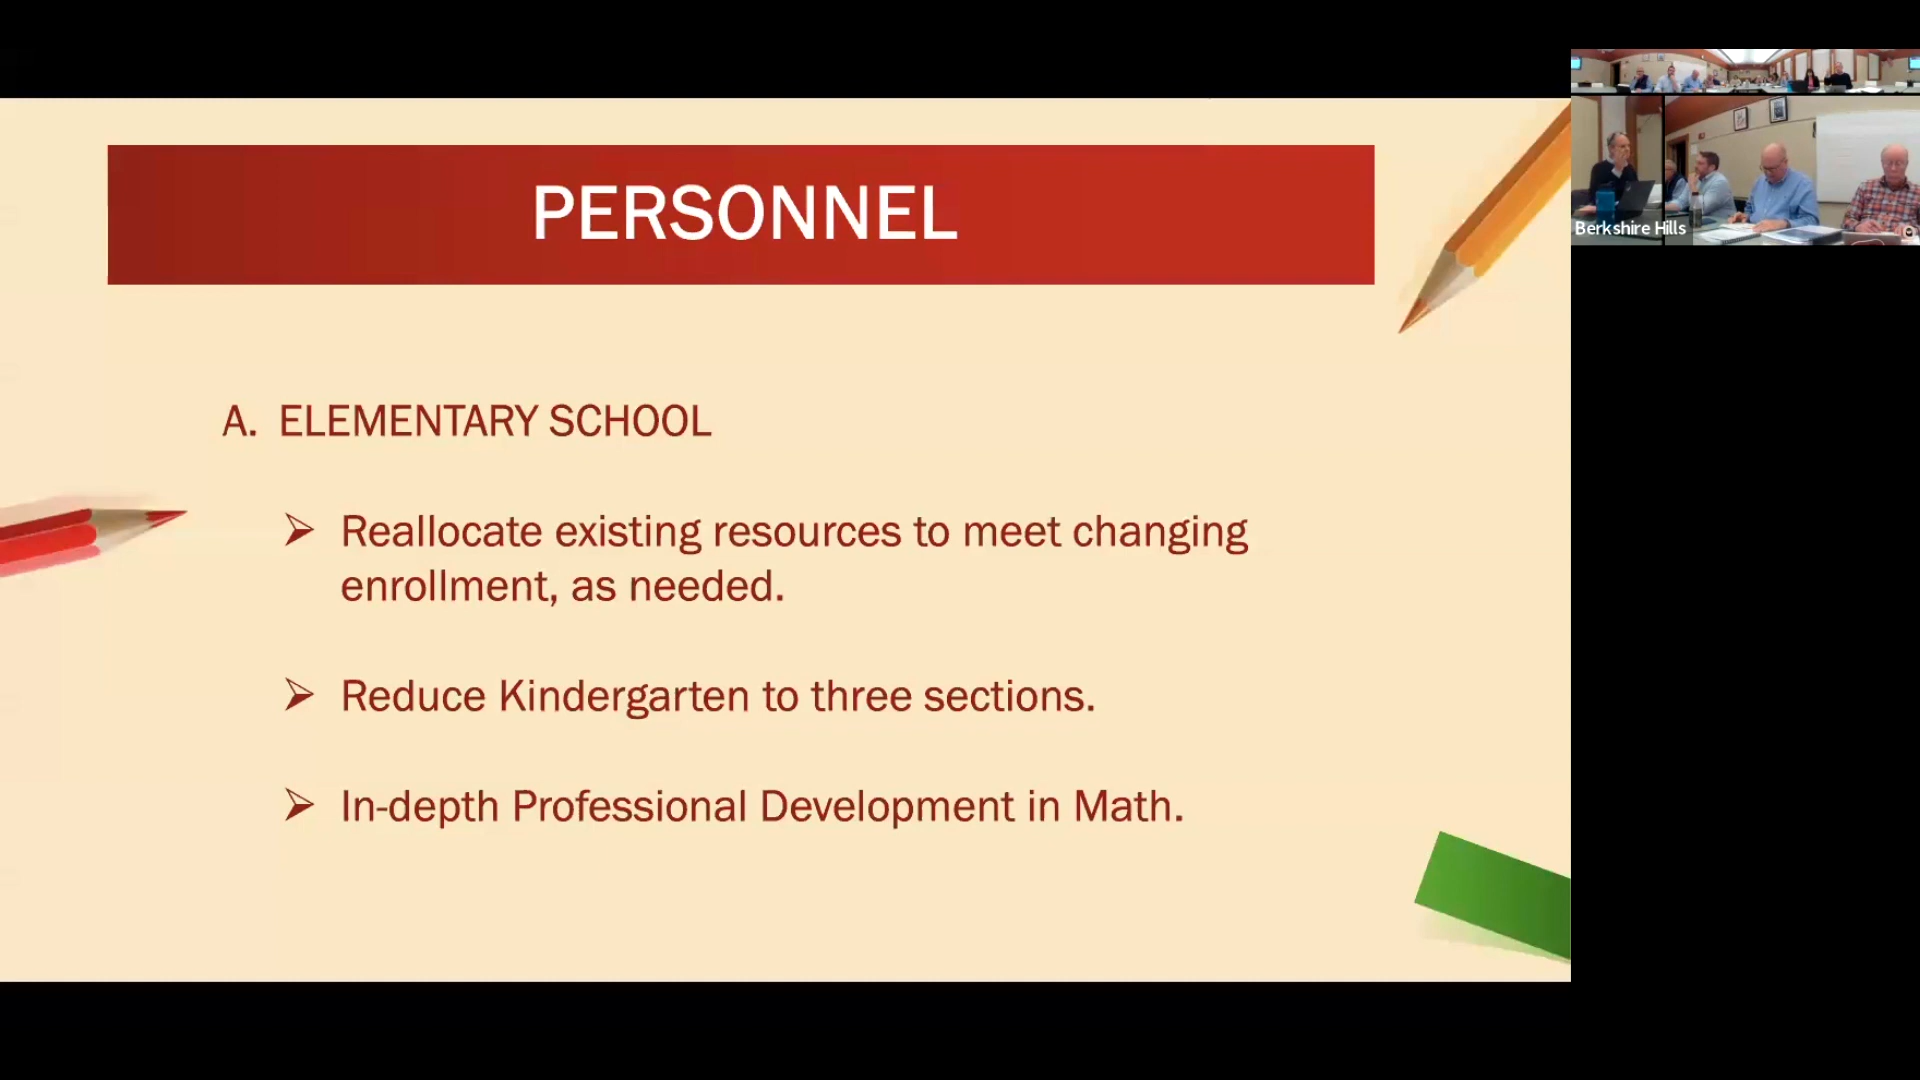 PERSONNEL
A. ELEMENTARY SCHOOL
➢ Reallocate existing resources to meet changing
enrollment, as needed.
➢ Reduce Kindergarten to three sections.
➢ In-depth Professional Development in Math.
Berkshire Hills